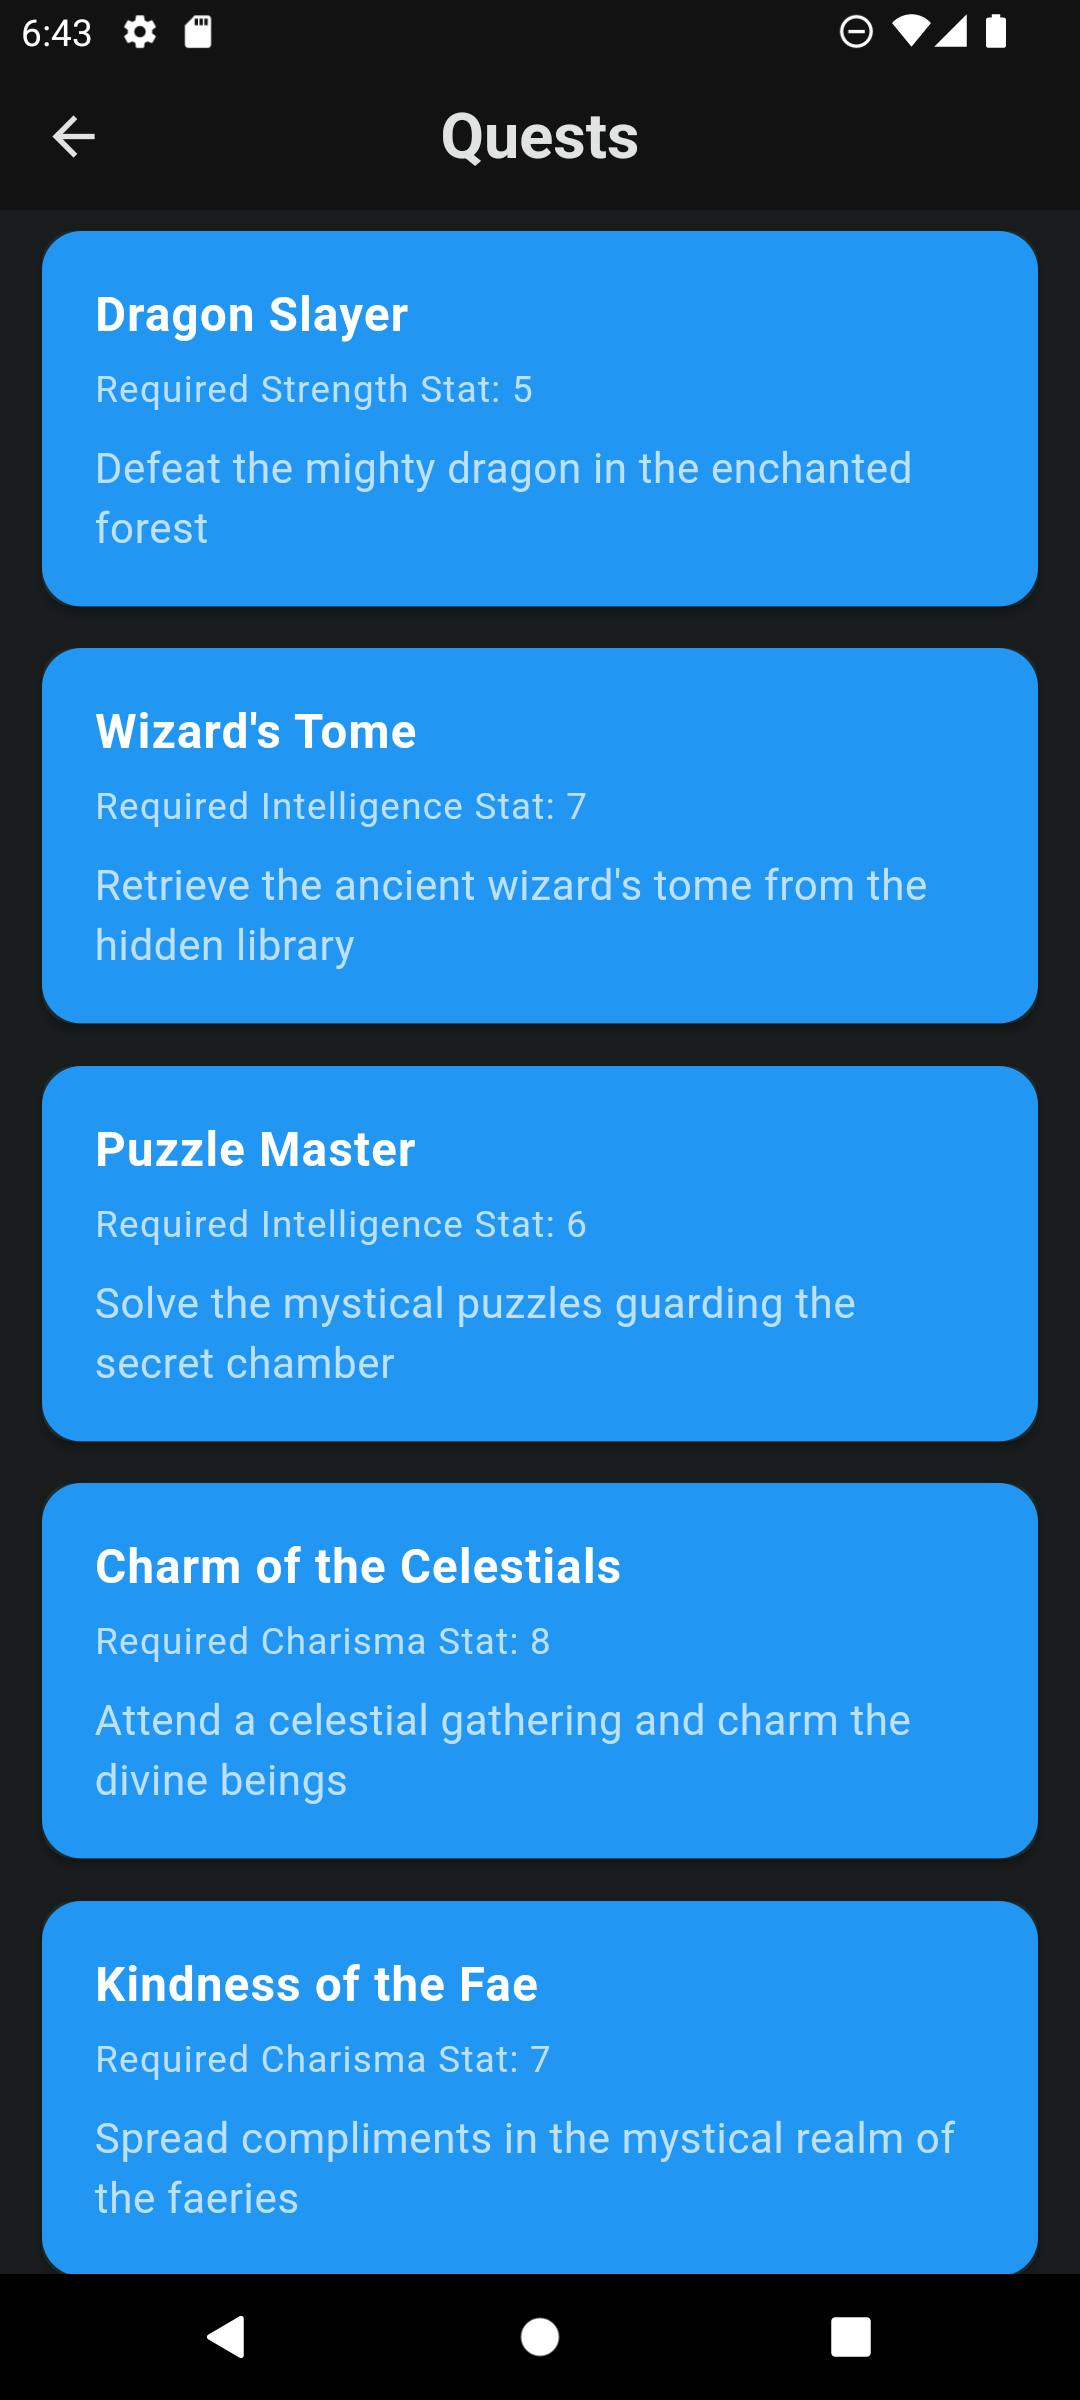 6:43
Quests
Dragon Slayer
Required Strength Stat: 5
Defeat the mighty dragon in the enchanted
forest
Wizard's Tome
Required Intelligence Stat: 7
Retrieve the ancient wizard's tome from the
hidden library
Puzzle Master
Required Intelligence Stat: 6
Solve the mystical puzzles guarding the
secret chamber
Charm of the Celestials
Required Charisma Stat: 8
Attend a celestial gathering and charm the
divine beings
Kindness of the Fae
Required Charisma Stat: 7
Spread compliments in the mystical realm of
the faeries